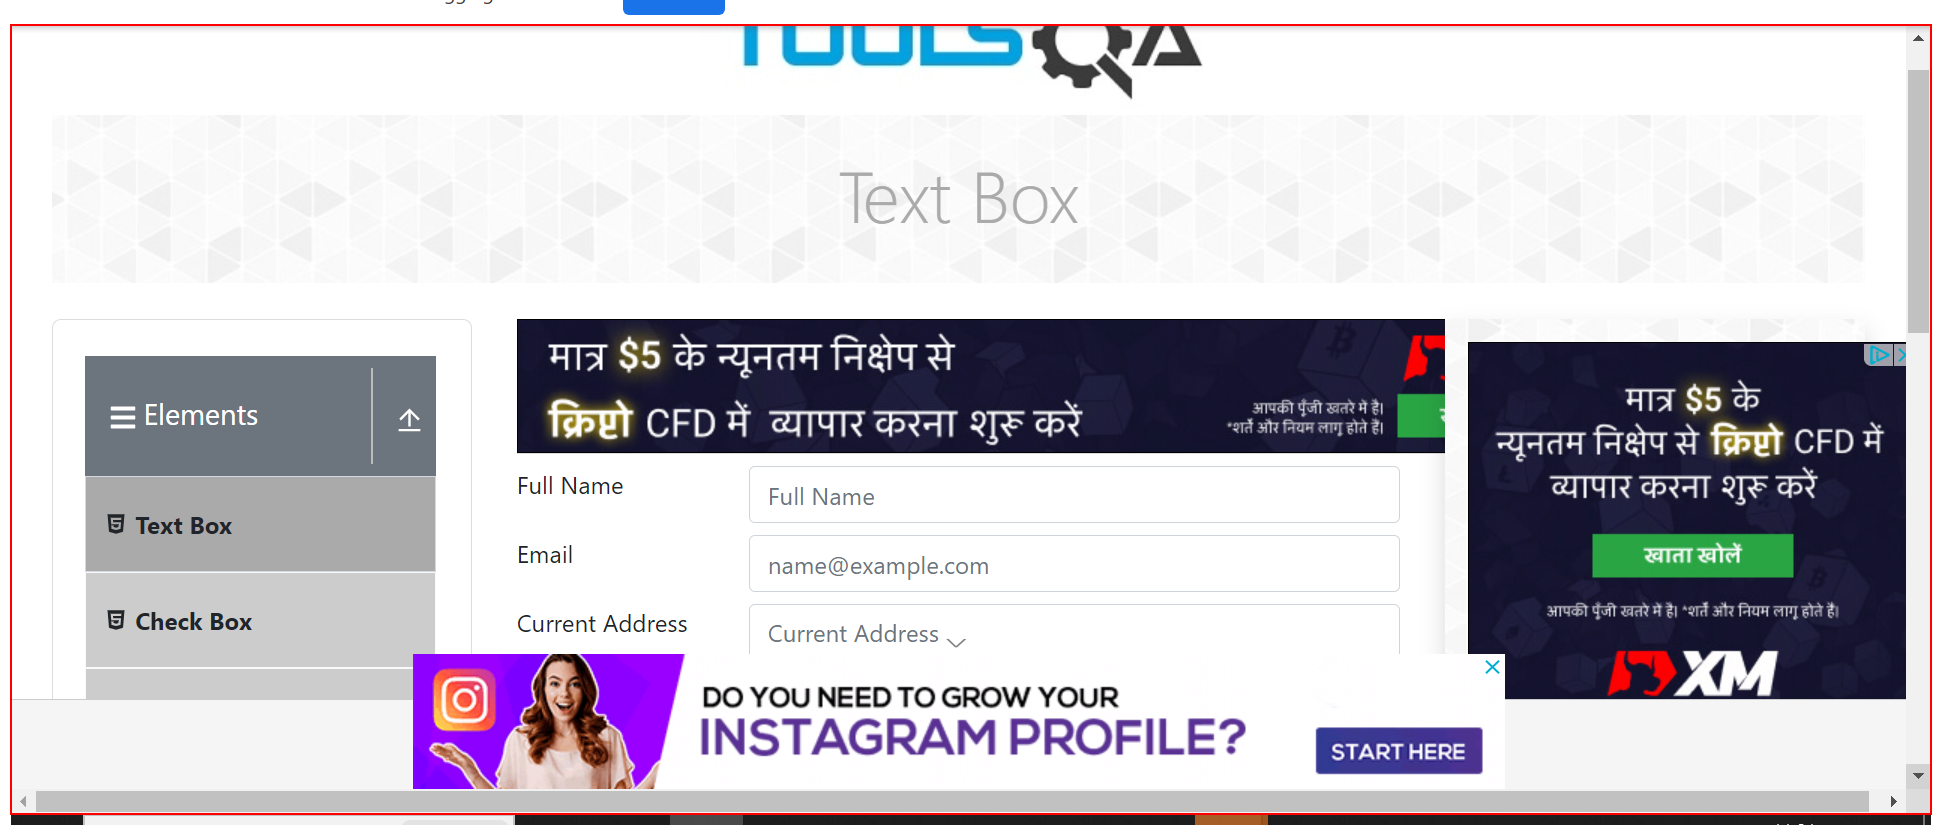 TOOLSQA
Text Box
Elements
Text Box
Check Box
मात्र $5 के न्यूनतम निक्षेप से
क्रिप्टो CFD में व्यापार करना शुरू करें
आपकी पूँजी खतरे में है।
*शर्तें और नियम लागू होते हैं।
Full Name
Full Name
Email
name@example.com
Current Address
Current Address
मात्र $5 के
न्यूनतम निक्षेप से क्रिप्टो CFD में
व्यापार करना शुरू करें
खाता खोलें
आपकी पूँजी खतरे में है। *शर्तें और नियम लागू होते हैं।
XM
DO YOU NEED TO GROW YOUR
INSTAGRAM PROFILE?
START HERE